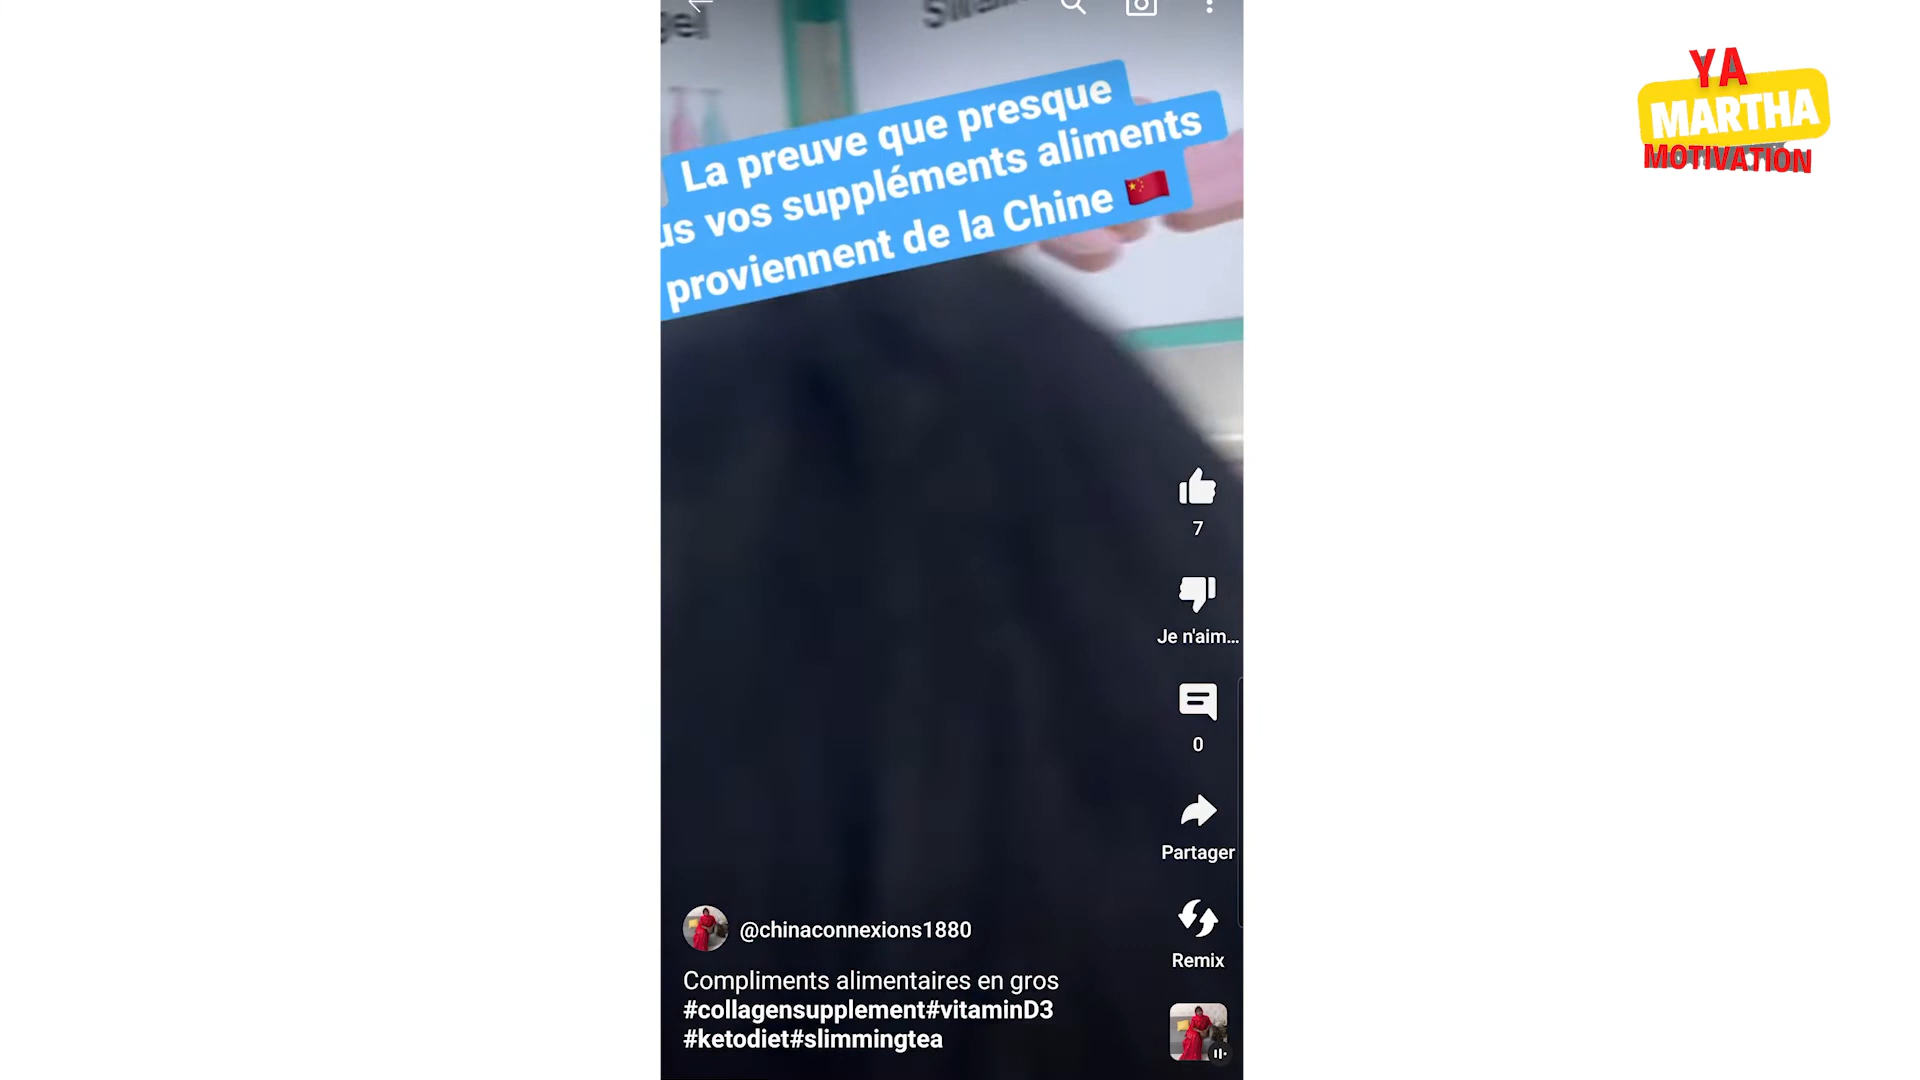 La preuve que presque
vos suppléments aliments
proviennent de la Chine 🇨🇳
YA
MARTHA
MOTIVATION
7
Je n'aim...
0
Partager
Remix
@chinaconnexions1880
Compliments alimentaires en gros
#collagensupplement#vitaminD3
#ketodiet#slimmingtea